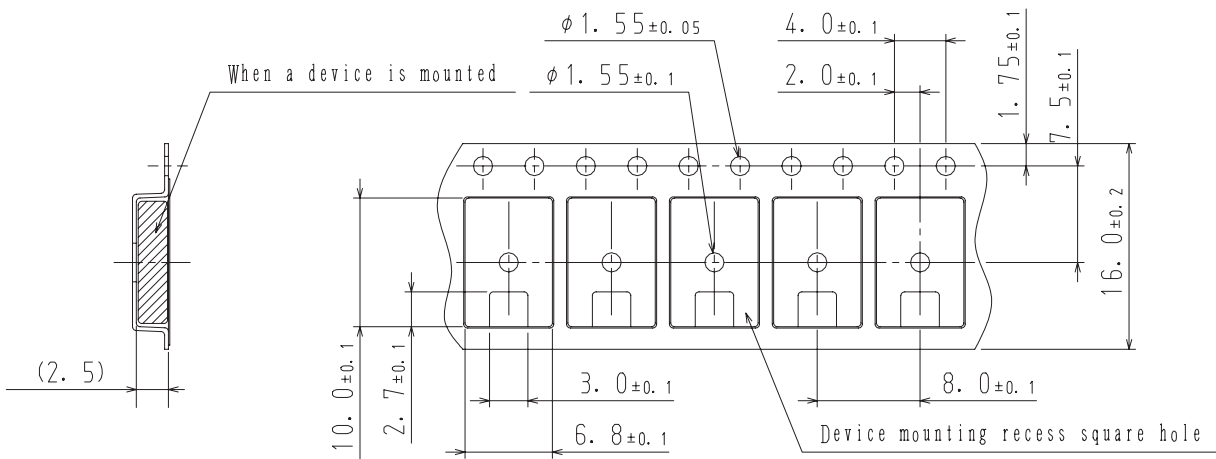 φ1.55±0.05
4.0±0.1
1.75±0.1
When a device is mounted
φ1.55±0.1
2.0±0.1
7.5±0.1
16.0±0.2
(2.5)
10.0±0.1
2.7±0.1
3.0±0.1
8.0±0.1
6.8±0.1
Device mounting recess square hole